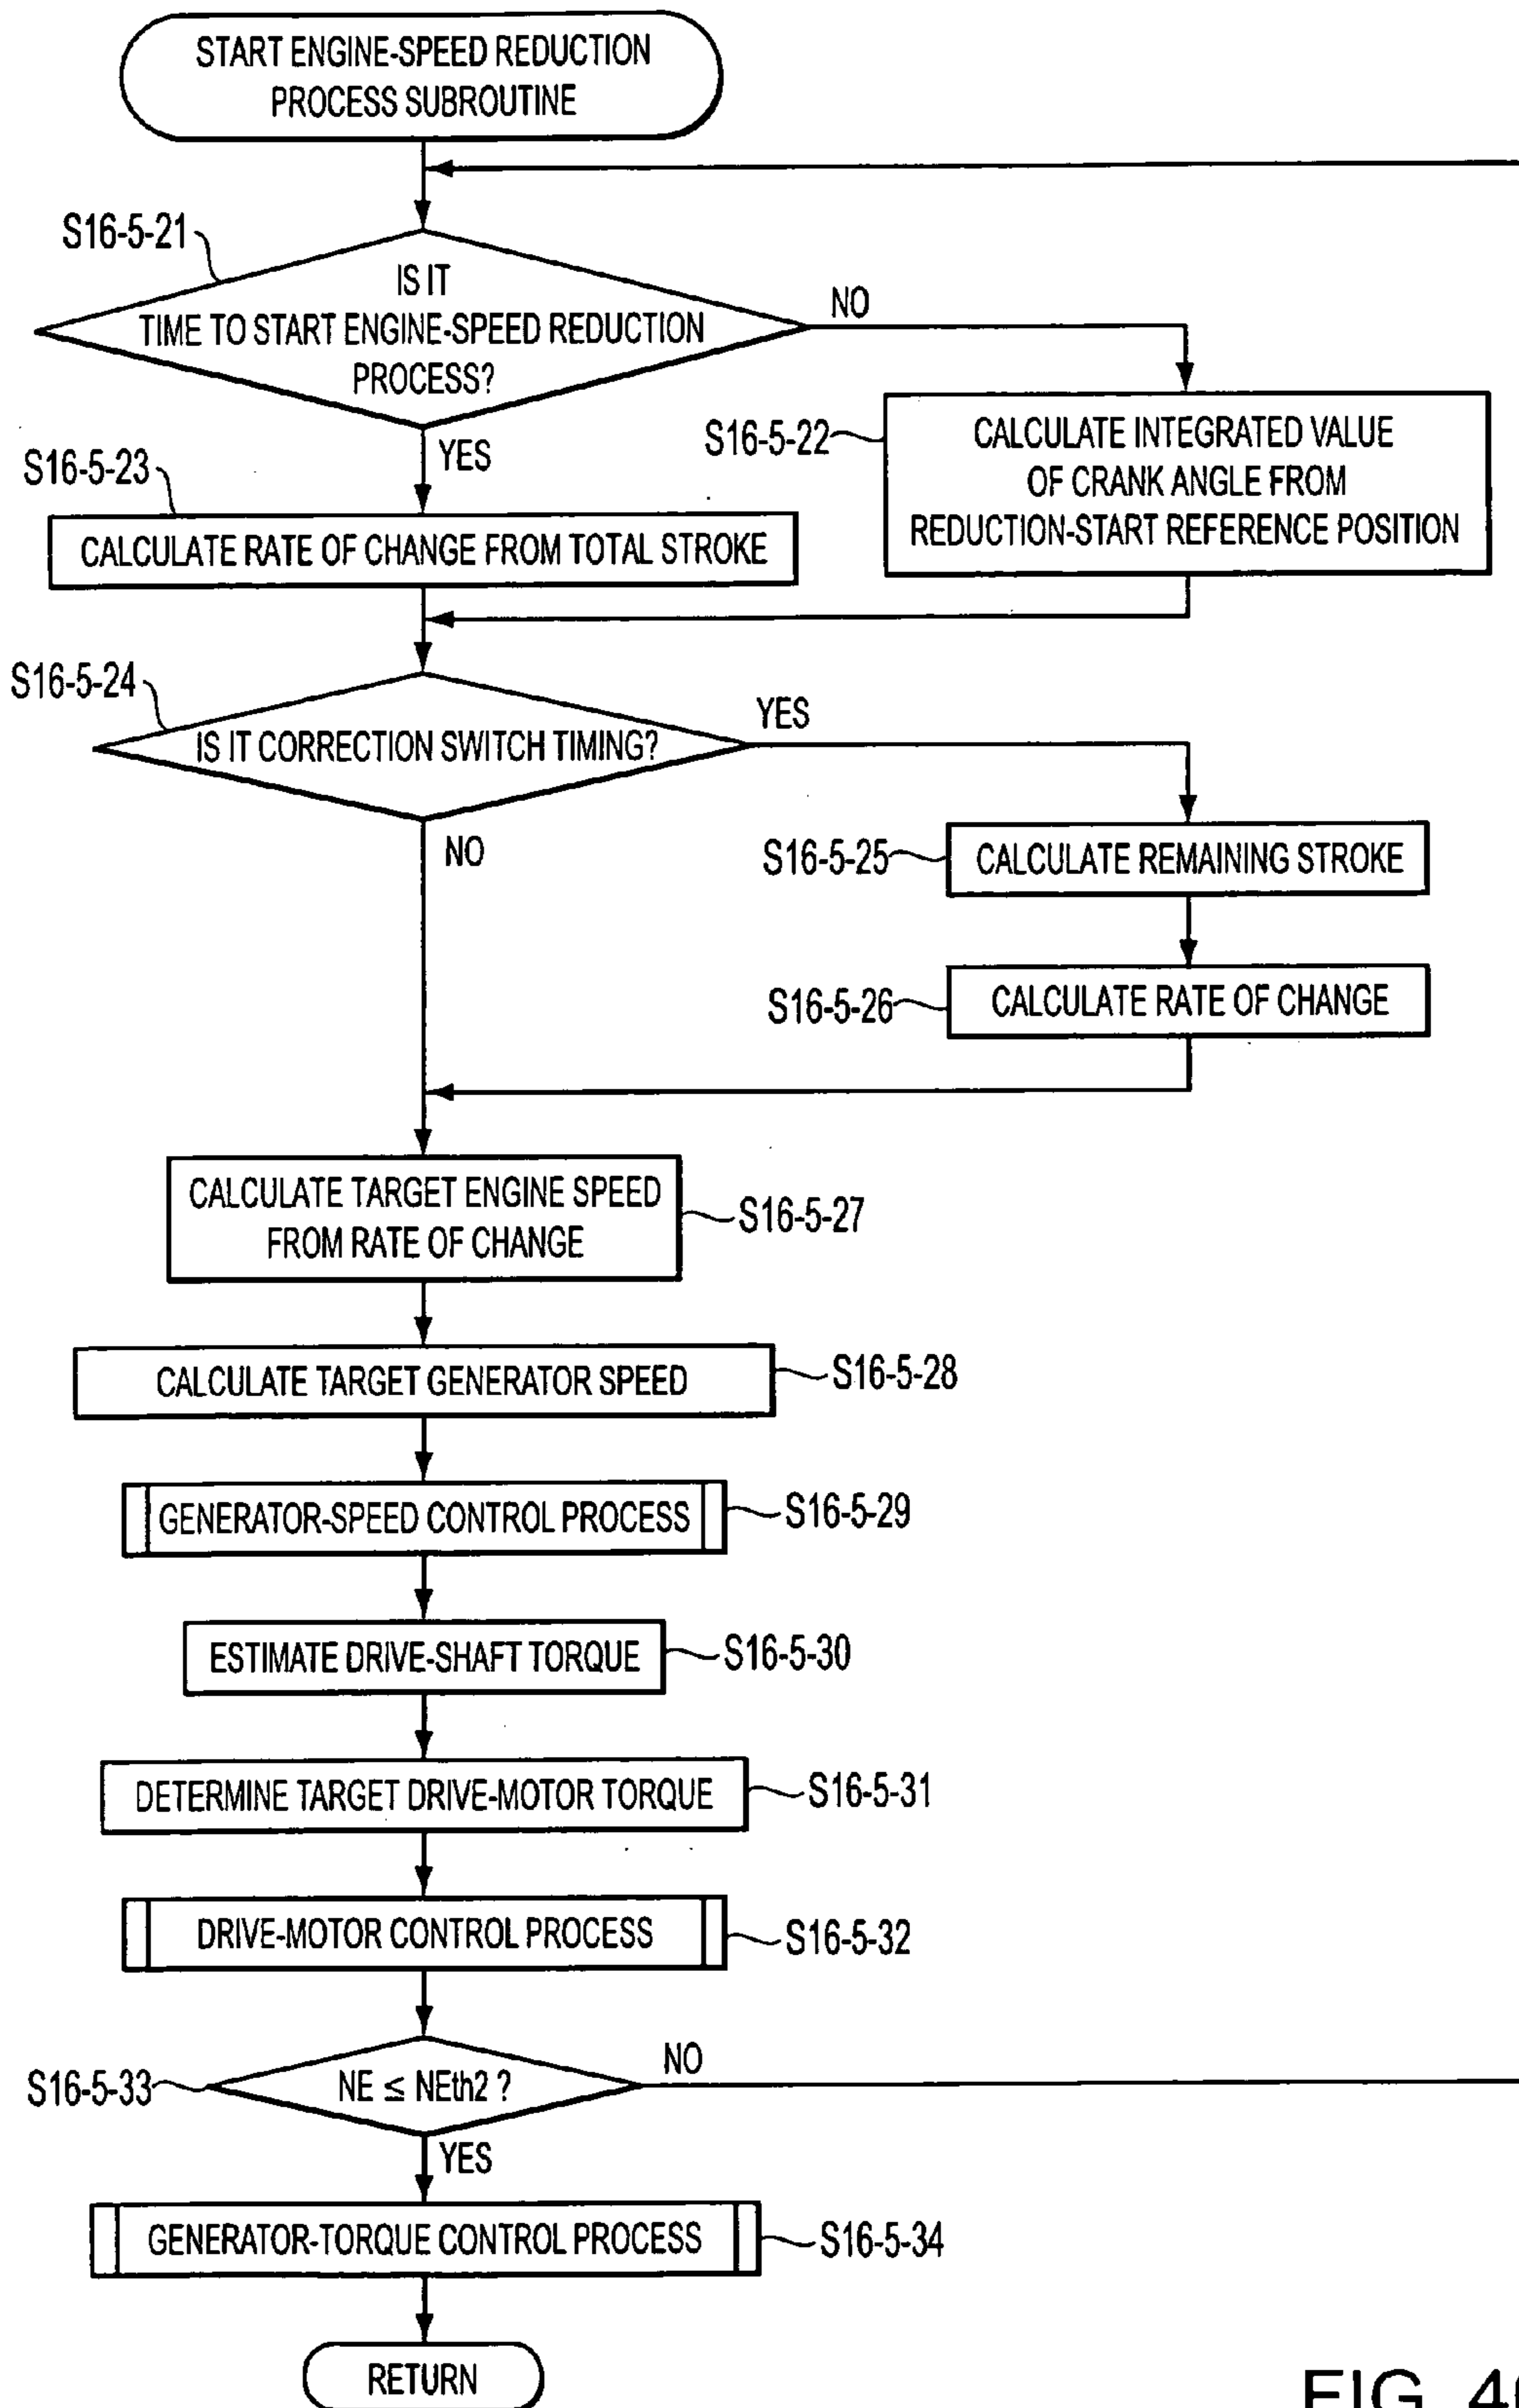 START ENGINE-SPEED REDUCTION
PROCESS SUBROUTINE
S16-5-21
IS IT
TIME TO START ENGINE-SPEED REDUCTION
PROCESS?
NO
YES
S16-5-22
CALCULATE INTEGRATED VALUE
OF CRANK ANGLE FROM
REDUCTION-START REFERENCE POSITION
S16-5-23
CALCULATE RATE OF CHANGE FROM TOTAL STROKE
S16-5-24
IS IT CORRECTION SWITCH TIMING?
YES
NO
S16-5-25
CALCULATE REMAINING STROKE
S16-5-26
CALCULATE RATE OF CHANGE
CALCULATE TARGET ENGINE SPEED
FROM RATE OF CHANGE
S16-5-27
CALCULATE TARGET GENERATOR SPEED
S16-5-28
GENERATOR-SPEED CONTROL PROCESS
S16-5-29
ESTIMATE DRIVE-SHAFT TORQUE
S16-5-30
DETERMINE TARGET DRIVE-MOTOR TORQUE
S16-5-31
DRIVE-MOTOR CONTROL PROCESS
S16-5-32
S16-5-33
NE ≤ NEth2 ?
NO
YES
GENERATOR-TORQUE CONTROL PROCESS
S16-5-34
RETURN
FIG.